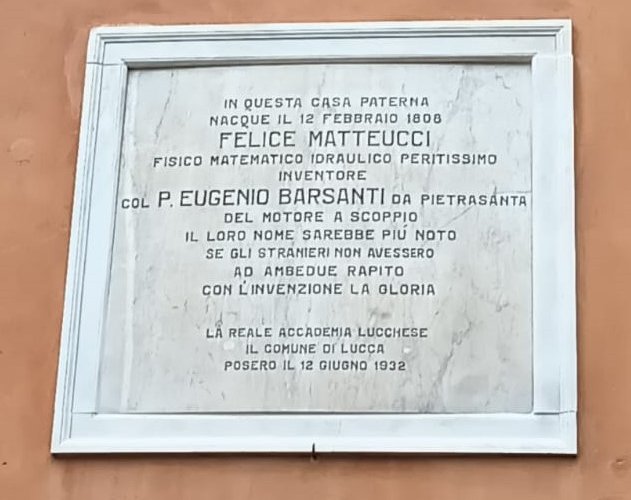 IN QUESTA CASA PATERNA
NACQUE IL 12 FEBBRAIO 1808
FELICE MATTEUCCI
FISICO MATEMATICO IDRAULICO PERITISSIMO
INVENTORE
COL P. EUGENIO BARSANTI DA PIETRASANTA
DEL MOTORE A SCOPPIO
IL LORO NOME SAREBBE PIÚ NOTO
SE GLI STRANIERI NON AVESSERO
AD AMBEDUE RAPITO
CON L'INVENZIONE LA GLORIA
LA REALE ACCADEMIA LUCCHESE
IL COMUNE DI LUCCA
POSERO IL 12 GIUGNO 1932